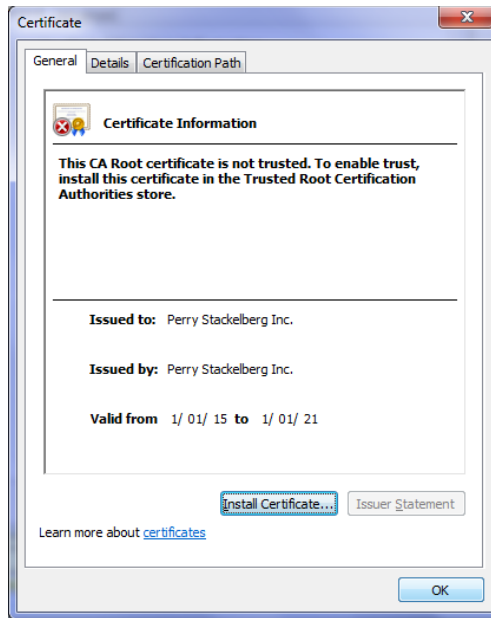 Certificate
General Details Certification Path
Certificate Information
This CA Root certificate is not trusted. To enable trust,
install this certificate in the Trusted Root Certification
Authorities store.
Issued to: Perry Stackelberg Inc.
Issued by: Perry Stackelberg Inc.
Valid from 1/ 01/ 15 to 1/ 01/ 21
Install Certificate... Issuer Statement
Learn more about certificates
OK